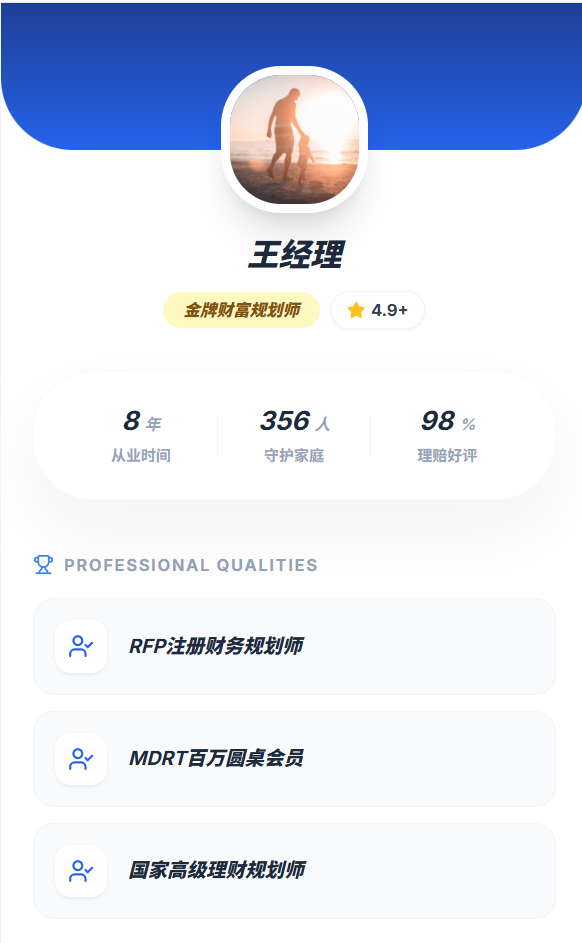 王经理
金牌财富规划师 4.9+
8 年 356 人 98 %
从业时间 守护家庭 理赔好评
PROFESSIONAL QUALITIES
RFP注册财务规划师
MDRT百万圆桌会员
国家高级理财规划师